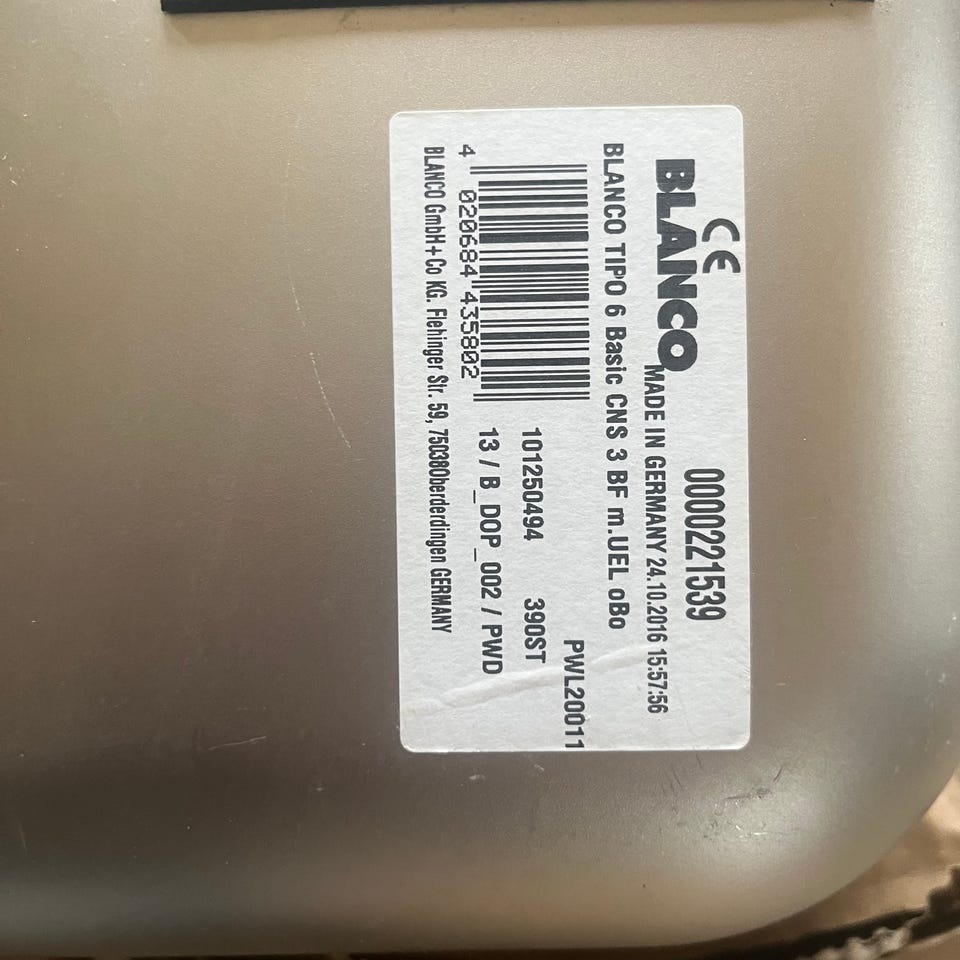 CE
0000221539
BLANCO
MADE IN GERMANY 24.10.2016 15:57:56
BLANCO TIPO 6 Basic CNS 3 BF m.UEL oBo
PWL20011
101250494 390ST
4 020684 435802
13 / B_DOP_002 / PWD
BLANCO GmbH+Co KG. Flehinger Str. 59, 75038Oberderdingen GERMANY